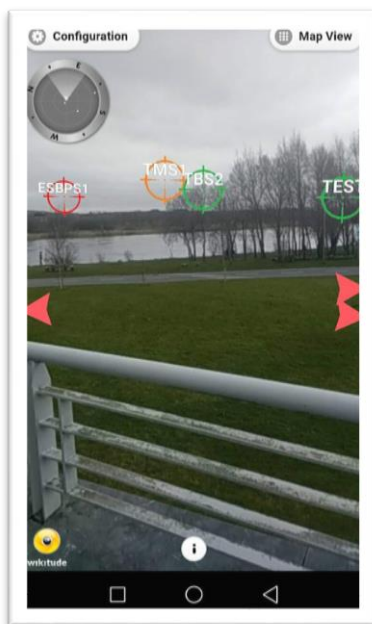 Configuration
Map View
N
E
S
W
ESBPS1
TMS1
TBS2
TEST
i
wikitude